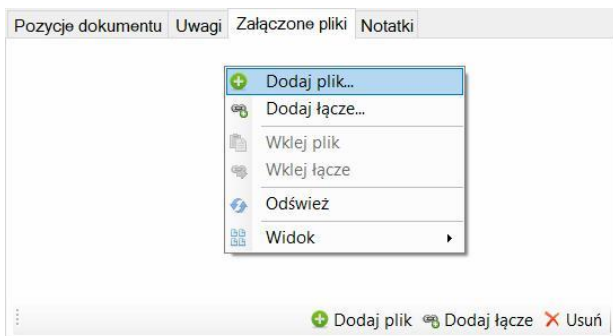 Pozycje dokumentu Uwagi Załączone pliki Notatki
Dodaj plik...
Dodaj łącze...
Wklej plik
Wklej łącze
Odśwież
Widok
Dodaj plik Dodaj łącze Usuń